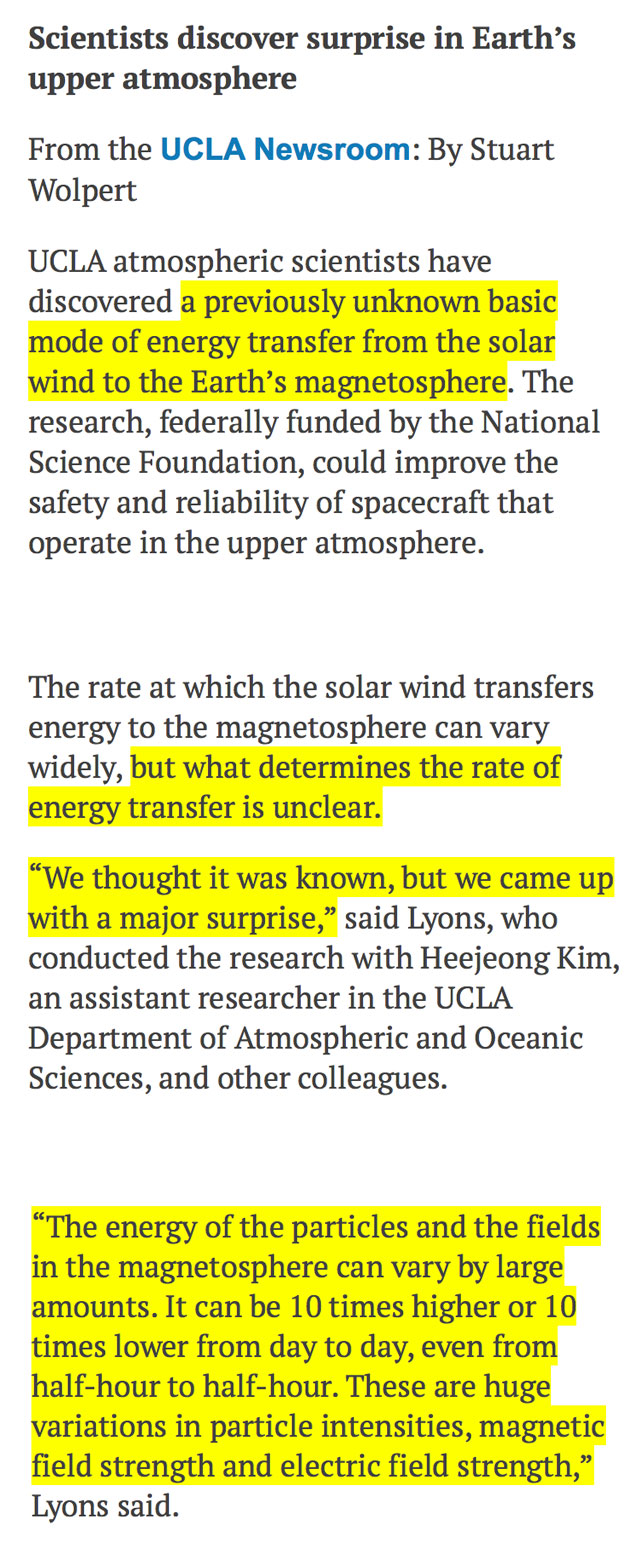 Scientists discover surprise in Earth’s
upper atmosphere
From the UCLA Newsroom: By Stuart
Wolpert
UCLA atmospheric scientists have
discovered a previously unknown basic
mode of energy transfer from the solar
wind to the Earth’s magnetosphere. The
research, federally funded by the National
Science Foundation, could improve the
safety and reliability of spacecraft that
operate in the upper atmosphere.
The rate at which the solar wind transfers
energy to the magnetosphere can vary
widely, but what determines the rate of
energy transfer is unclear.
“We thought it was known, but we came up
with a major surprise,” said Lyons, who
conducted the research with Heejeong Kim,
an assistant researcher in the UCLA
Department of Atmospheric and Oceanic
Sciences, and other colleagues.
“The energy of the particles and the fields
in the magnetosphere can vary by large
amounts. It can be 10 times higher or 10
times lower from day to day, even from
half-hour to half-hour. These are huge
variations in particle intensities, magnetic
field strength and electric field strength,”
Lyons said.